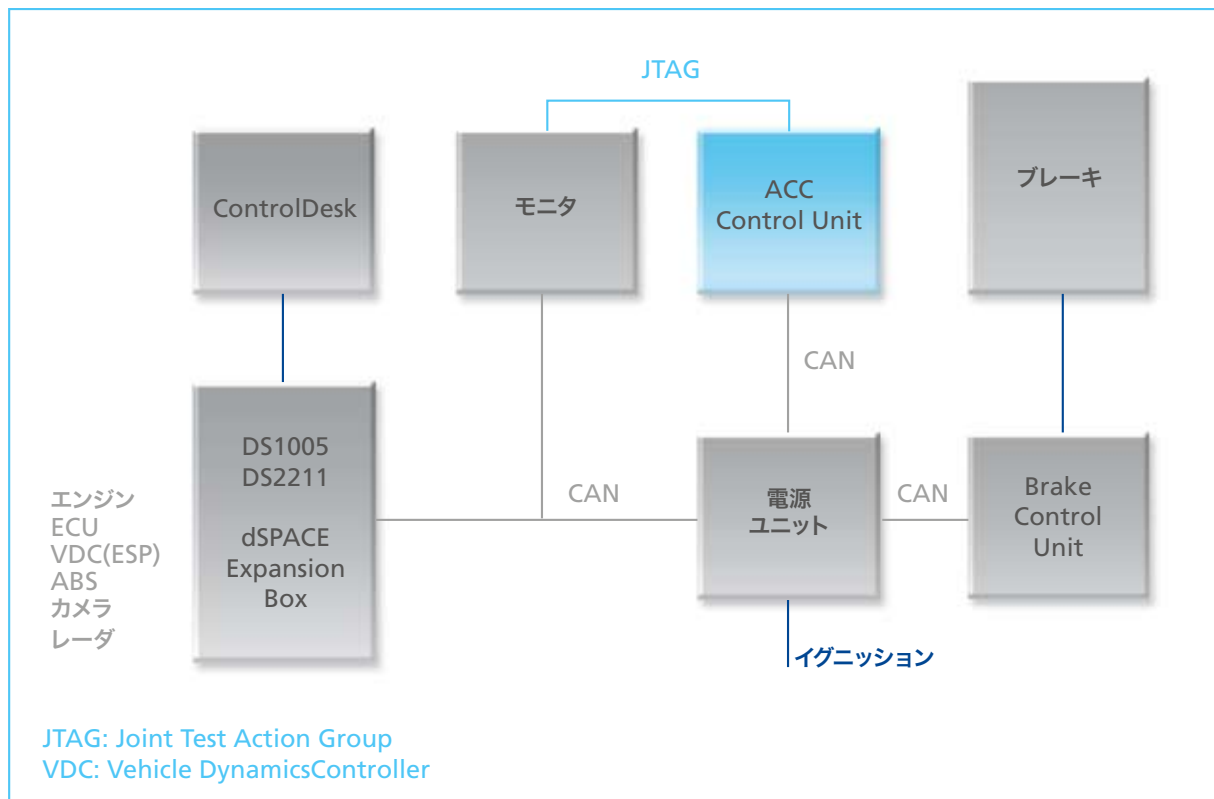 JTAG
ControlDesk
モニタ
ACC
Control Unit
ブレーキ
CAN
DS1005
DS2211
dSPACE
Expansion
Box
エンジン
ECU
VDC(ESP)
ABS
カメラ
レーダ
CAN
電源
ユニット
CAN
Brake
Control
Unit
イグニッション
JTAG: Joint Test Action Group
VDC: Vehicle DynamicsController